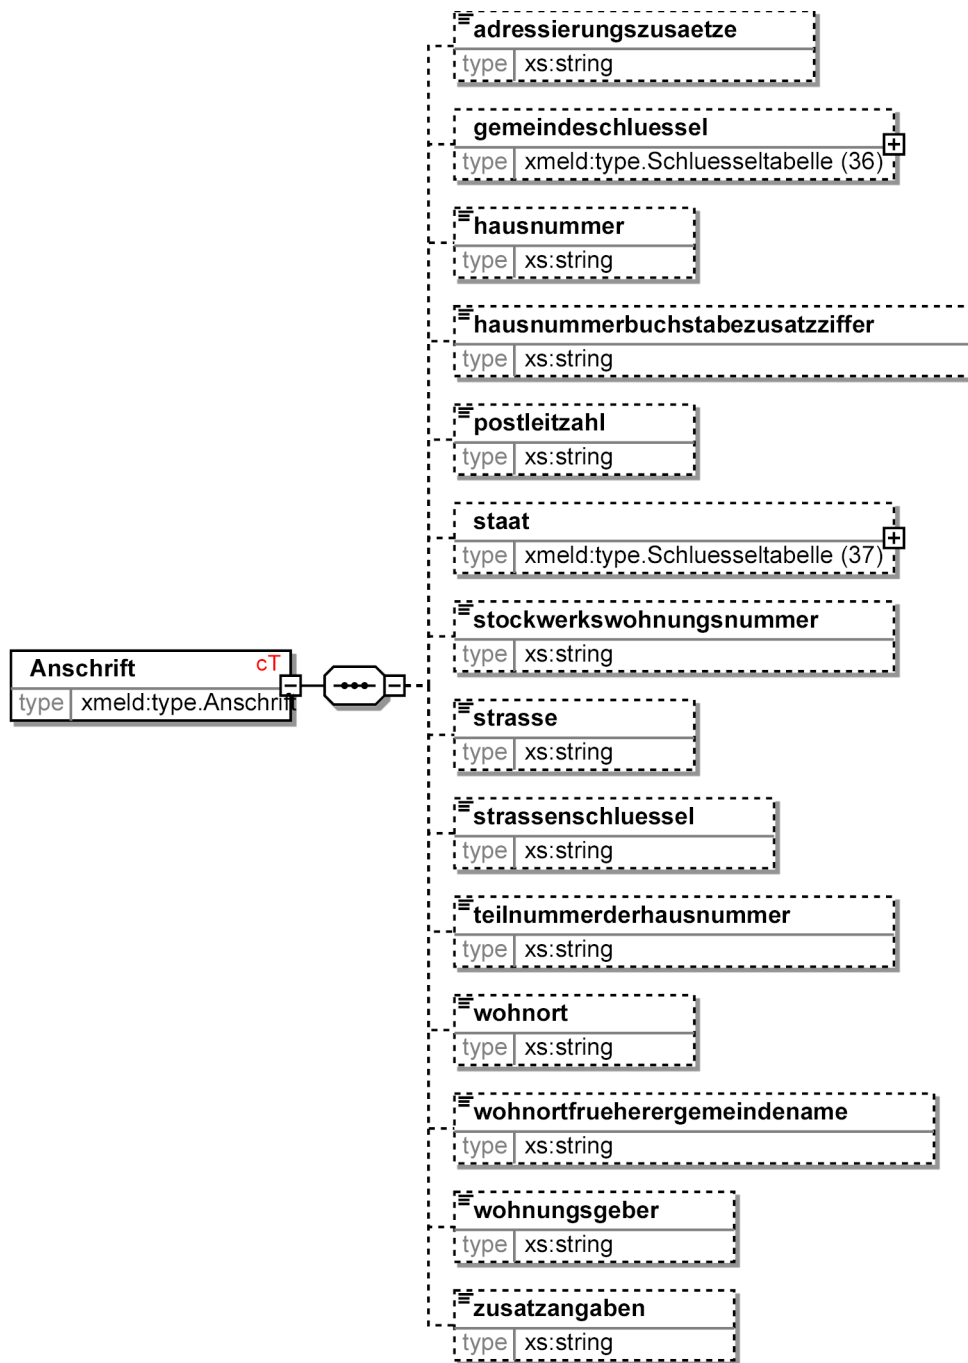 adressierungszusaetze
type xs:string
gemeindeschluessel
type xmeld:type.Schluesseltabelle (36)
hausnummer
type xs:string
hausnummerbuchstabezusatzziffer
type xs:string
postleitzahl
type xs:string
staat
type xmeld:type.Schluesseltabelle (37)
stockwerkswohnungsnummer
type xs:string
Anschrift cT
type xmeld:type.Anschrift
strasse
type xs:string
strassenschluessel
type xs:string
teilnummerderhausnummer
type xs:string
wohnort
type xs:string
wohnortfrueherergemeindename
type xs:string
wohnungsgeber
type xs:string
zusatzangaben
type xs:string